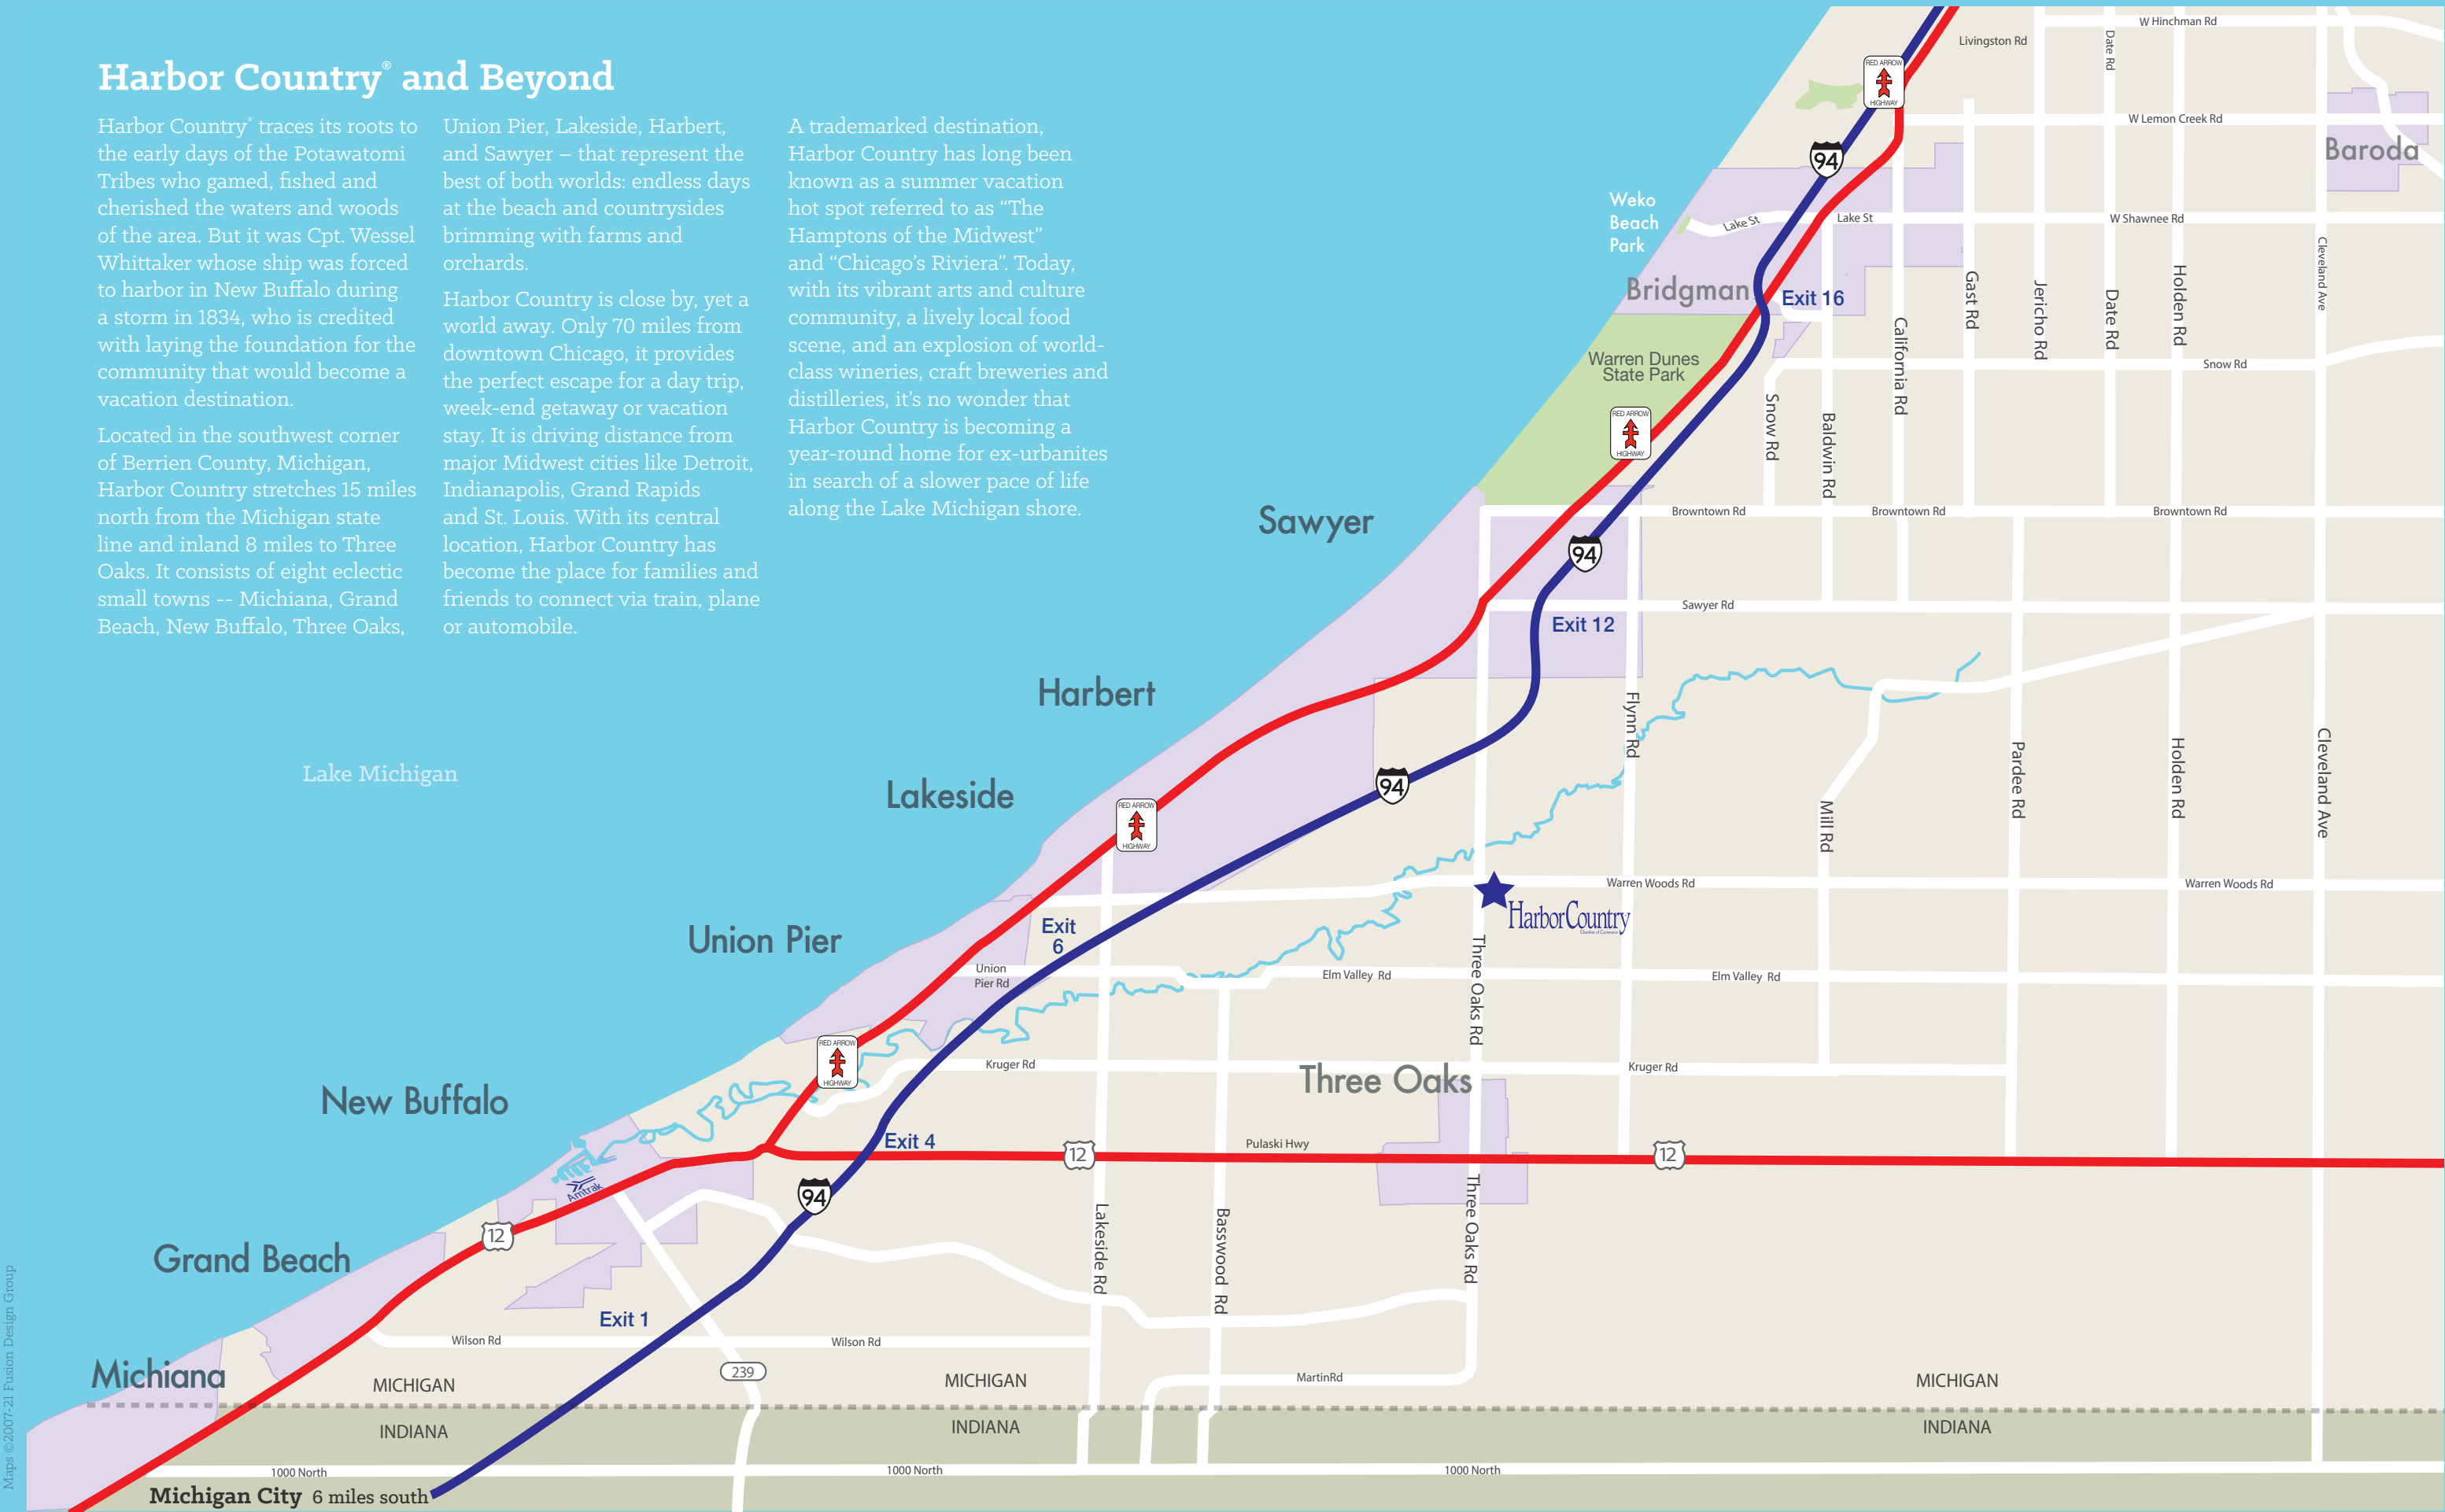 Harbor Country® and Beyond
Harbor Country® traces its roots to
the early days of the Potawatomi
Tribes who gamed, fished and
cherished the waters and woods
of the area. But it was Cpt. Wessel
Whittaker whose ship was forced
to harbor in New Buffalo during
a storm in 1834, who is credited
with laying the foundation for the
community that would become a
vacation destination.
Located in the southwest corner
of Berrien County, Michigan,
Harbor Country stretches 15 miles
north from the Michigan state
line and inland 8 miles to Three
Oaks. It consists of eight eclectic
small towns -- Michiana, Grand
Beach, New Buffalo, Three Oaks,
Union Pier, Lakeside, Harbert,
and Sawyer – that represent the
best of both worlds: endless days
at the beach and countrysides
brimming with farms and
orchards.
Harbor Country is close by, yet a
world away. Only 70 miles from
downtown Chicago, it provides
the perfect escape for a day trip,
week-end getaway or vacation
stay. It is driving distance from
major Midwest cities like Detroit,
Indianapolis, Grand Rapids
and St. Louis. With its central
location, Harbor Country has
become the place for families and
friends to connect via train, plane
or automobile.
A trademarked destination,
Harbor Country has long been
known as a summer vacation
hot spot referred to as “The
Hamptons of the Midwest”
and “Chicago’s Riviera”. Today,
with its vibrant arts and culture
community, a lively local food
scene, and an explosion of world-
class wineries, craft breweries and
distilleries, it’s no wonder that
Harbor Country is becoming a
year-round home for ex-urbanites
in search of a slower pace of life
along the Lake Michigan shore.
W Hinchman Rd
Livingston Rd
Date Rd
RED ARROW
HIGHWAY
W Lemon Creek Rd
Baroda
94
Weko
Beach
Park
Lake St
Lake St
W Shawnee Rd
Cleveland Ave
Bridgman
Exit 16
Gast Rd
Jericho Rd
Date Rd
Holden Rd
California Rd
Warren Dunes
State Park
Snow Rd
Snow Rd
Baldwin Rd
RED ARROW
HIGHWAY
Sawyer
Browntown Rd
Browntown Rd
Browntown Rd
94
Sawyer Rd
Exit 12
Harbert
Flynn Rd
Lake Michigan
Pardee Rd
Holden Rd
Cleveland Ave
94
Lakeside
RED ARROW
HIGHWAY
Mill Rd
Warren Woods Rd
Warren Woods Rd
HarborCountry
Chamber of Commerce
Exit
6
Union Pier
Three Oaks Rd
Union
Pier Rd
Elm Valley Rd
Elm Valley Rd
RED ARROW
HIGHWAY
Kruger Rd
Kruger Rd
Three Oaks
New Buffalo
Exit 4
Pulaski Hwy
12
12
Amtrak
94
Three Oaks Rd
Lakeside Rd
Basswood Rd
12
Grand Beach
Exit 1
Wilson Rd
Wilson Rd
239
Michiana
MartinRd
MICHIGAN
MICHIGAN
MICHIGAN
INDIANA
INDIANA
INDIANA
1000 North
1000 North
1000 North
Michigan City 6 miles south
Maps ©2007-21 Fusion Design Group